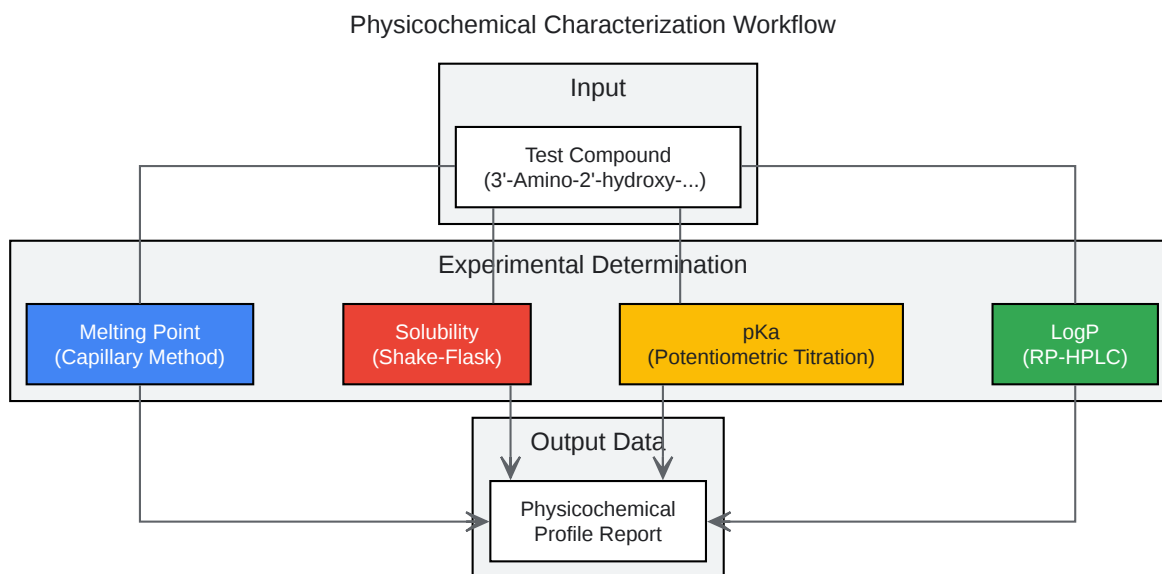 Physicochemical Characterization Workflow
Input
Test Compound
(3'-Amino-2'-hydroxy-...)
Experimental Determination
Melting Point
(Capillary Method)
Solubility
(Shake-Flask)
pKa
(Potentiometric Titration)
LogP
(RP-HPLC)
Output Data
Physicochemical
Profile Report